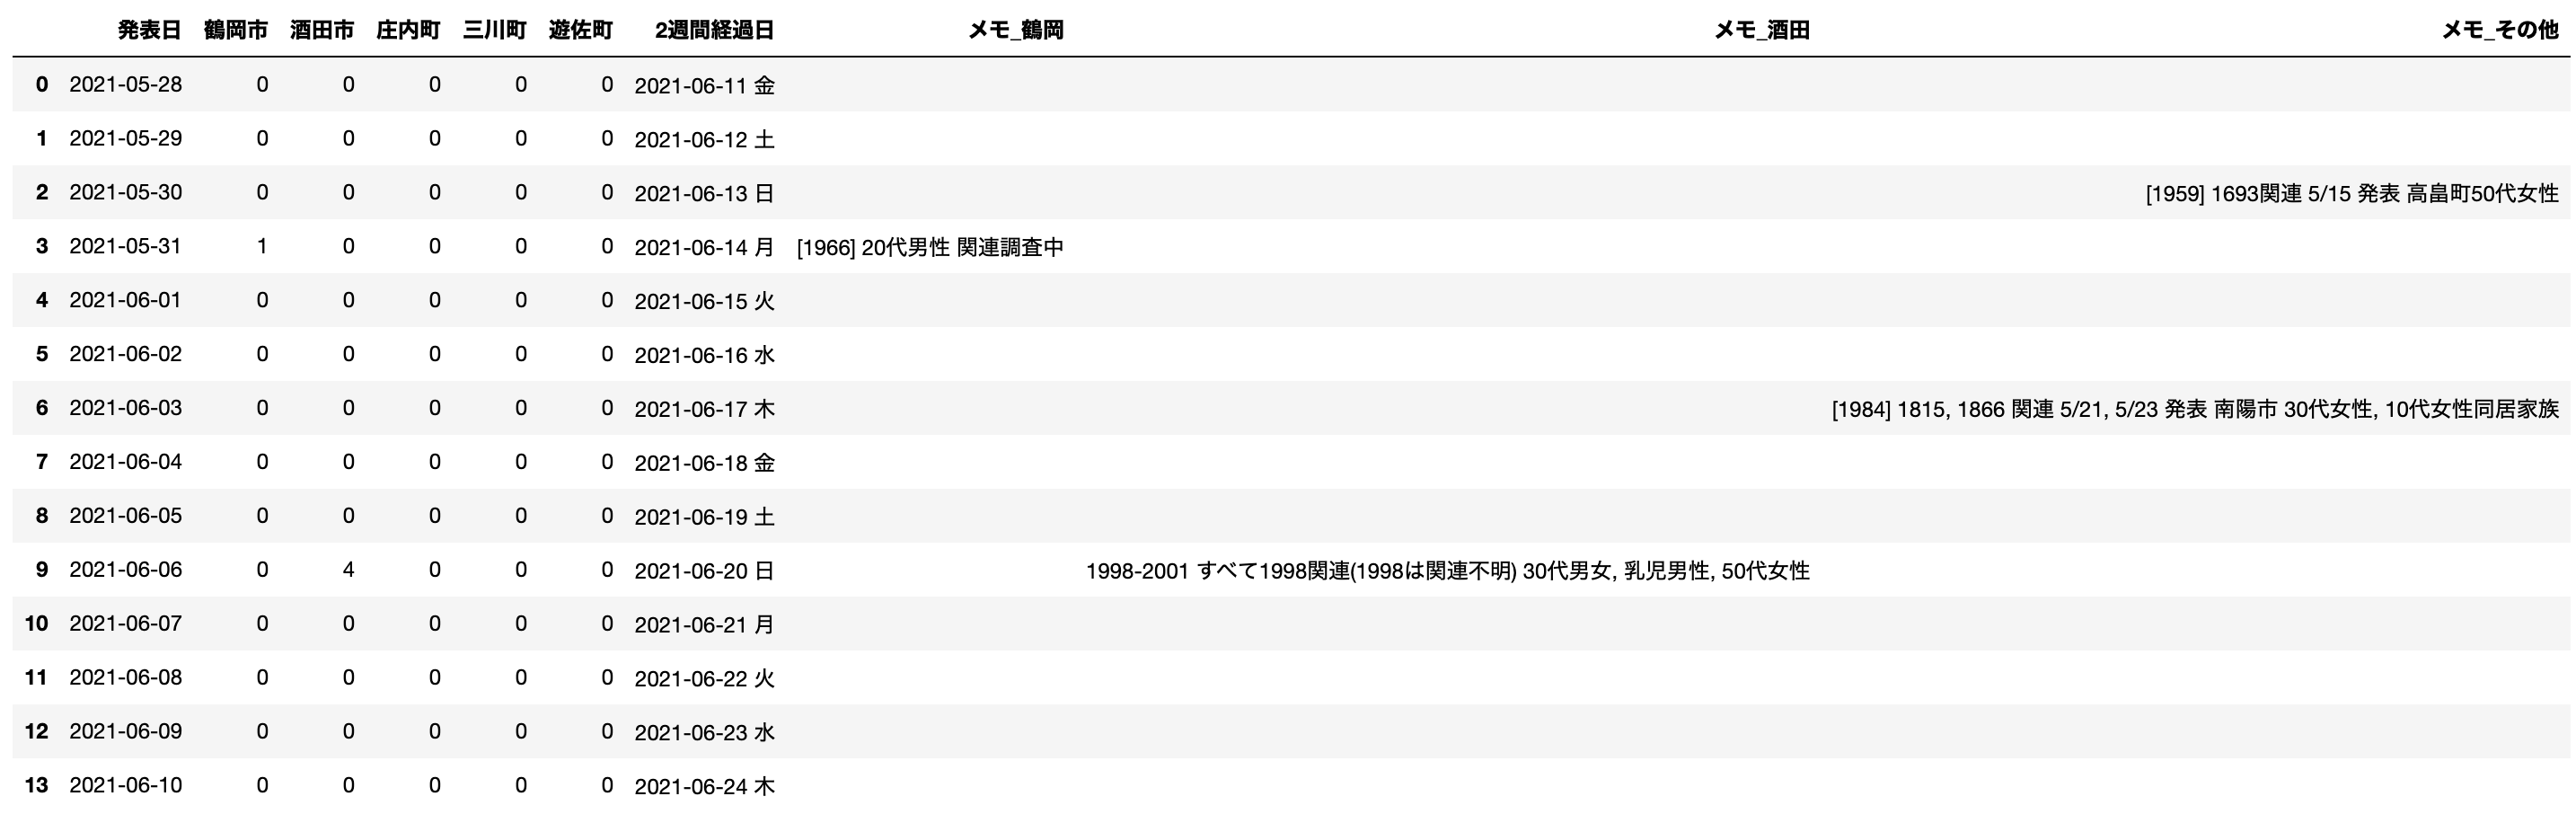 発表日 鶴岡市 酒田市 庄内町 三川町 遊佐町 2週間経過日 メモ_鶴岡 メモ_酒田 メモ_その他
0 2021-05-28 0 0 0 0 0 2021-06-11 金
1 2021-05-29 0 0 0 0 0 2021-06-12 土
2 2021-05-30 0 0 0 0 0 2021-06-13 日 [1959] 1693関連 5/15 発表 高畠町50代女性
3 2021-05-31 1 0 0 0 0 2021-06-14 月 [1966] 20代男性 関連調査中
4 2021-06-01 0 0 0 0 0 2021-06-15 火
5 2021-06-02 0 0 0 0 0 2021-06-16 水
6 2021-06-03 0 0 0 0 0 2021-06-17 木 [1984] 1815, 1866 関連 5/21, 5/23 発表 南陽市 30代女性, 10代女性同居家族
7 2021-06-04 0 0 0 0 0 2021-06-18 金
8 2021-06-05 0 0 0 0 0 2021-06-19 土
9 2021-06-06 0 4 0 0 0 2021-06-20 日 1998-2001 すべて1998関連(1998は関連不明) 30代男女, 乳児男性, 50代女性
10 2021-06-07 0 0 0 0 0 2021-06-21 月
11 2021-06-08 0 0 0 0 0 2021-06-22 火
12 2021-06-09 0 0 0 0 0 2021-06-23 水
13 2021-06-10 0 0 0 0 0 2021-06-24 木